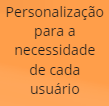 Personalização
para a
necessidade
de cada
usuário